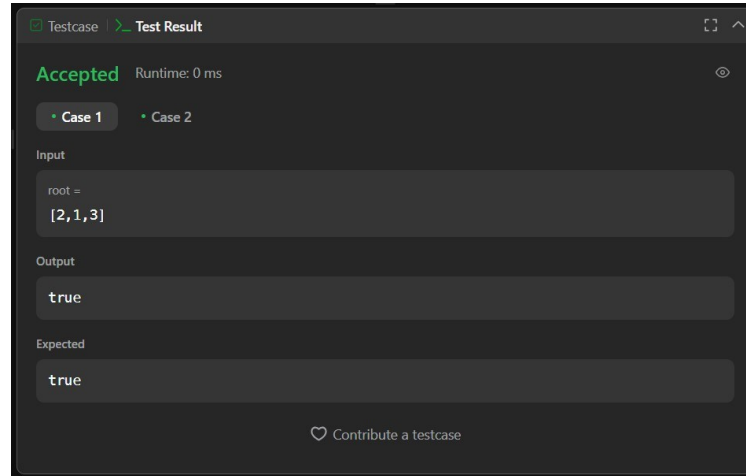 Testcase | >_ Test Result
Accepted Runtime: 0 ms
• Case 1 • Case 2
Input
root =
[2,1,3]
Output
true
Expected
true
Contribute a testcase